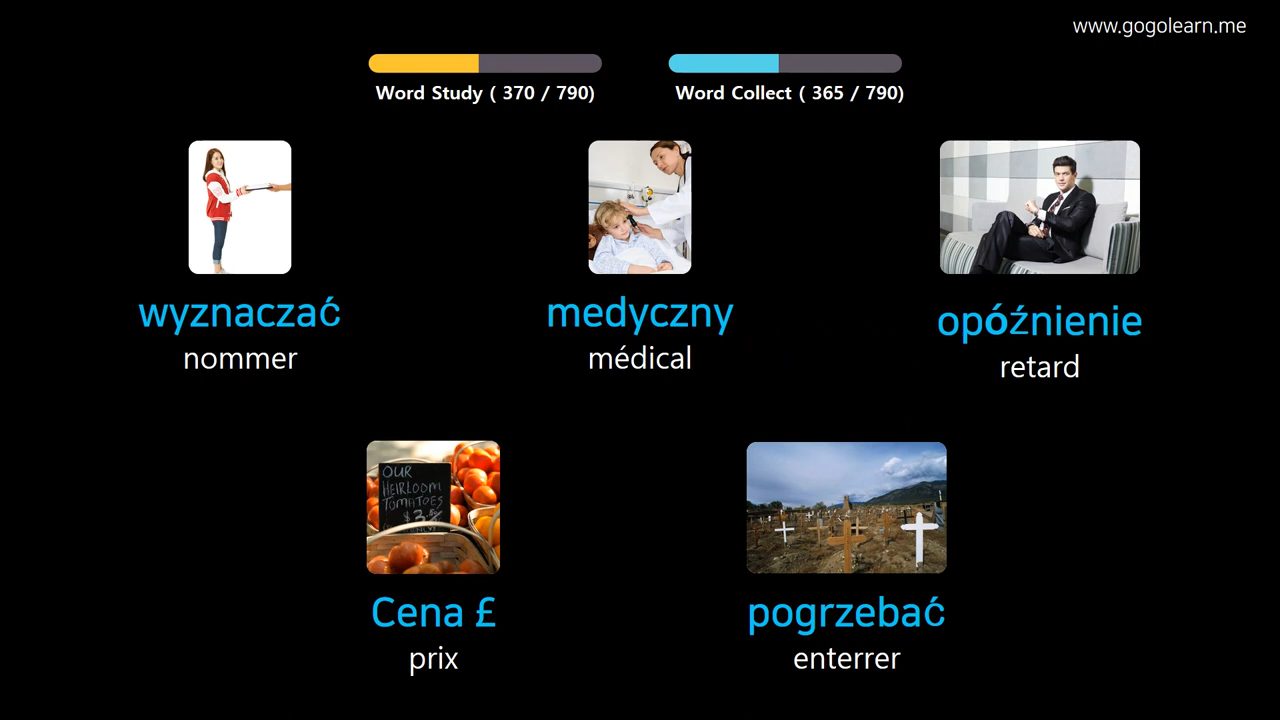 www.gogolearn.me
Word Study ( 370 / 790)
Word Collect ( 365 / 790)
wyznaczać
nommer
medyczny
médical
opóźnienie
retard
OUR
HEIRLOOM
TOMATOES
Cena £
prix
pogrzebać
enterrer